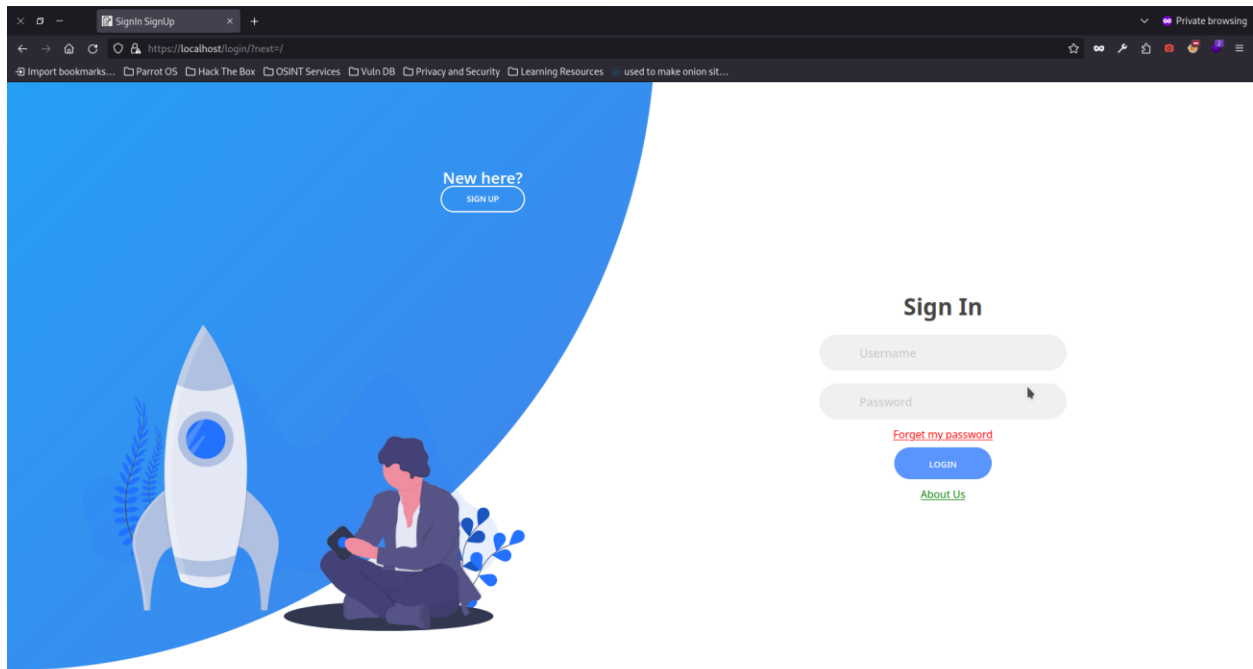 SignIn SignUp
Private browsing
https://localhost/login/?next=/
2
Import bookmarks... Parrot OS Hack The Box OSINT Services Vuln DB Privacy and Security Learning Resources used to make onion sit...
New here?
SIGN UP
Sign In
Username
Password
Forget my password
LOGIN
About Us